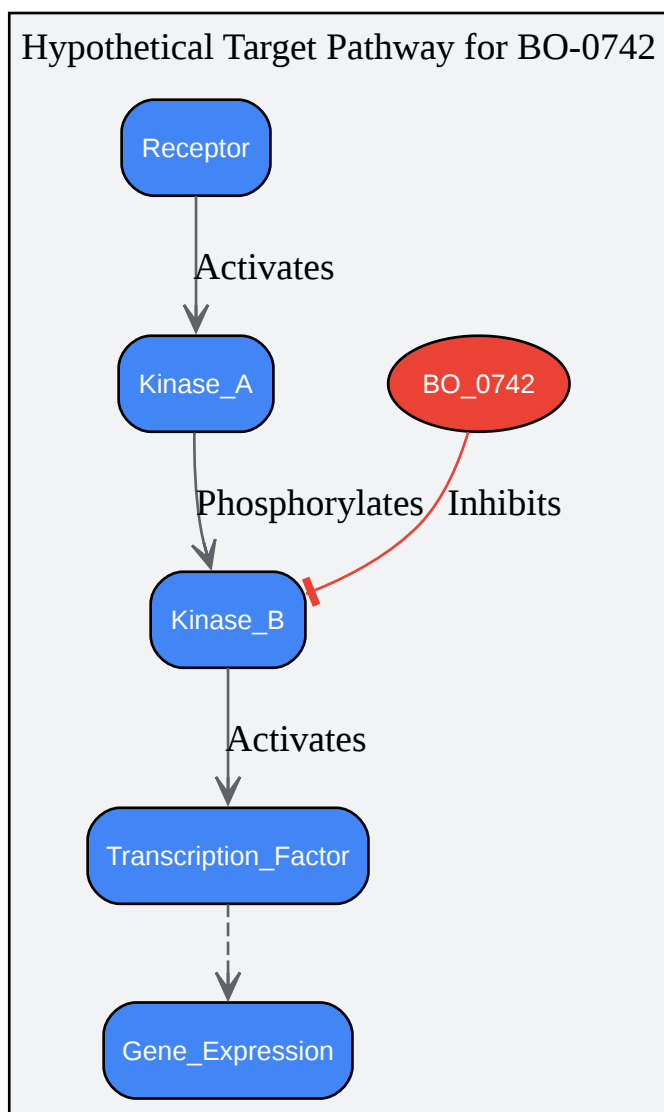 Hypothetical Target Pathway for BO-0742
Receptor
Activates
Kinase_A
BO_0742
Phosphorylates
Inhibits
Kinase_B
Activates
Transcription_Factor
Gene_Expression